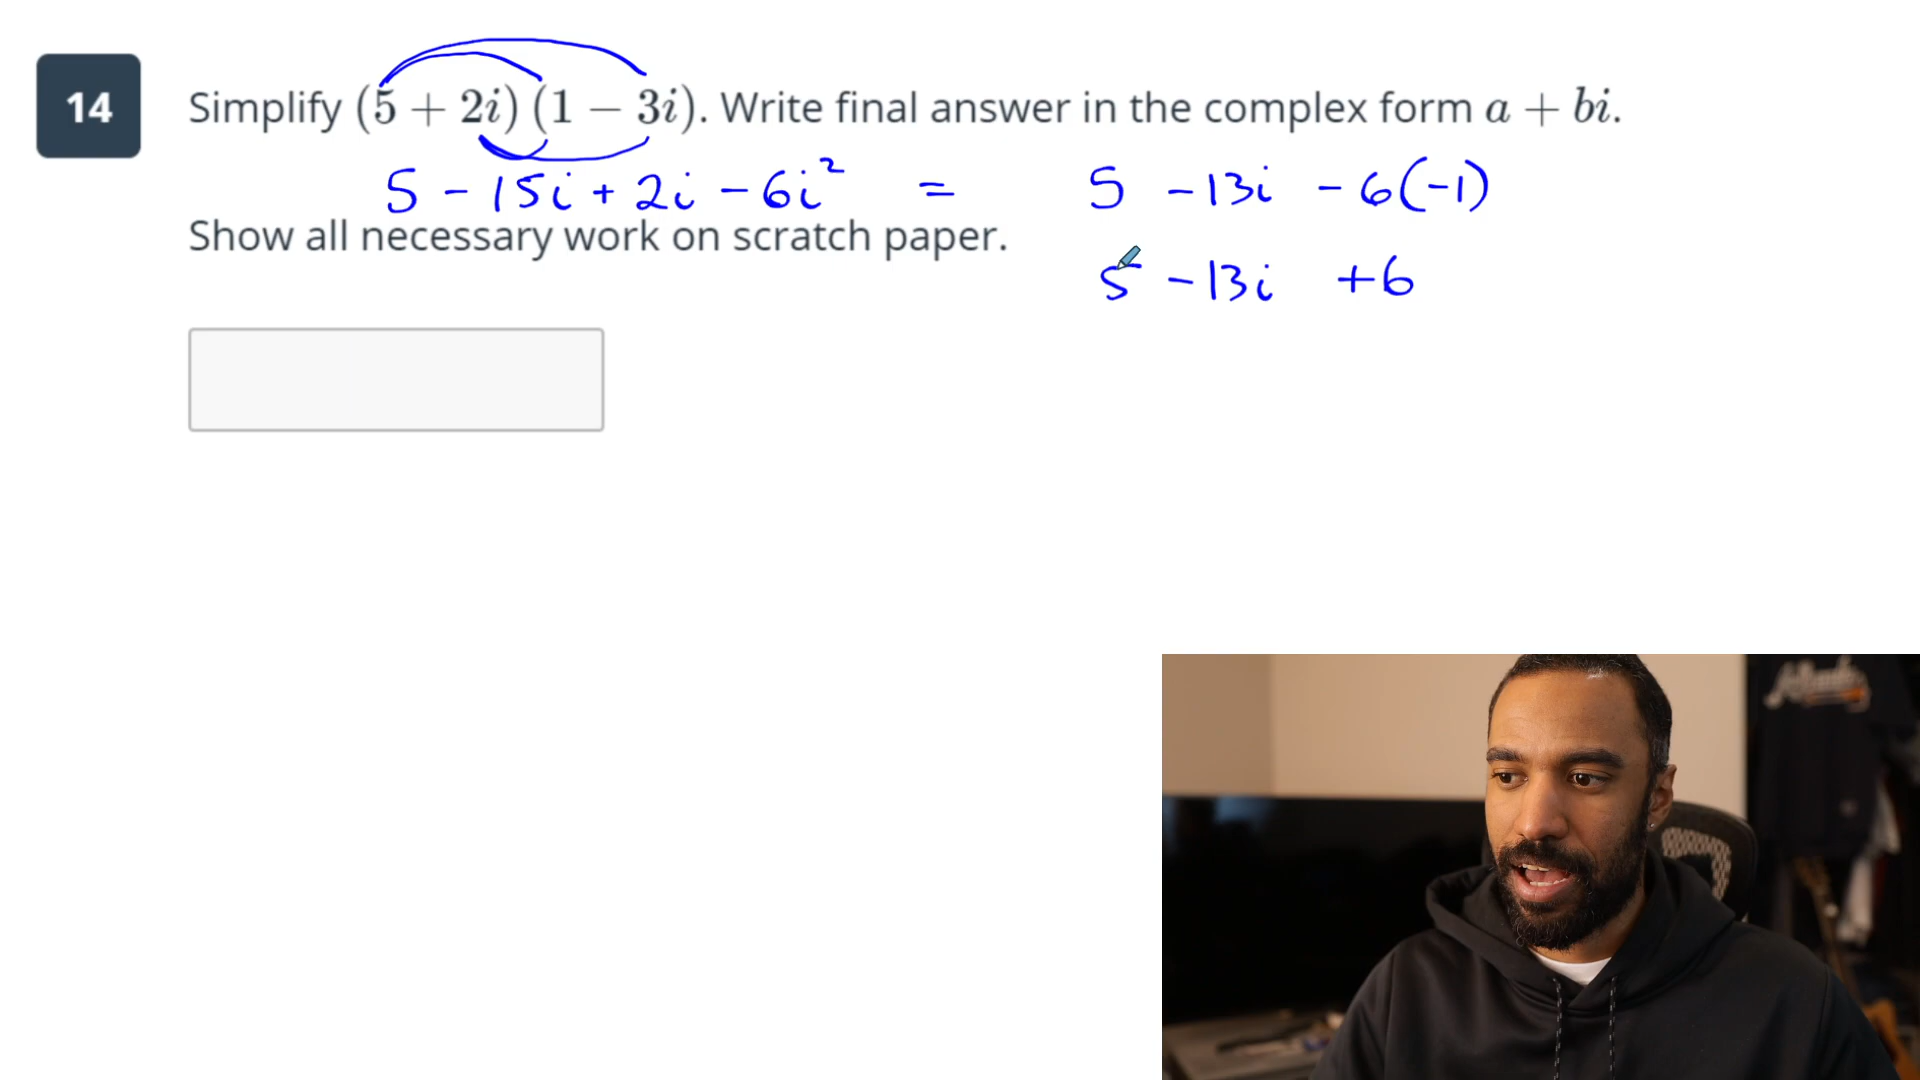 14
Simplify (5 + 2i)(1 − 3i). Write final answer in the complex form a + bi.
5 - 15i + 2i - 6i² = 5 - 13i - 6(-1)
Show all necessary work on scratch paper.
5 - 13i + 6